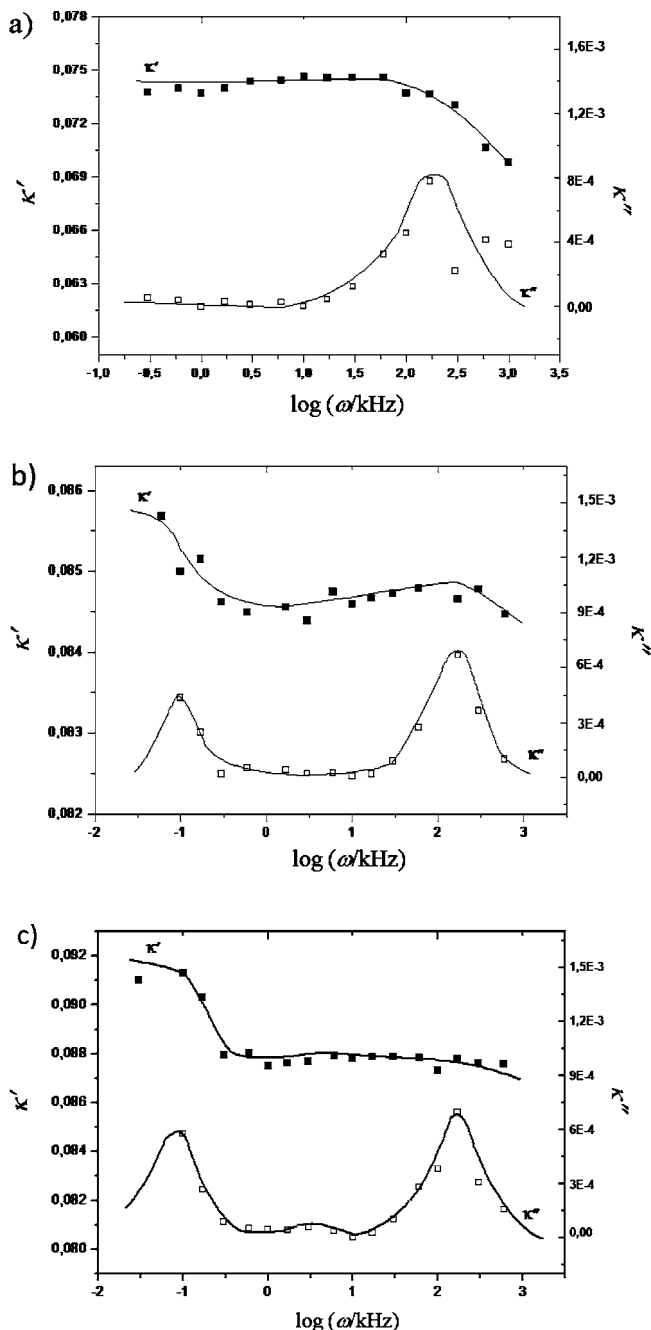 a)
0,078
0,075
0,072
0,069
0,066
0,063
0,060
κ′
κ′
κ″
1,6E-3
1,2E-3
8E-4
4E-4
0,00
κ″
-1,0 -0,5 0,0 0,5 1,0 1,5 2,0 2,5 3,0 3,5
log (ω/kHz)
b)
0,086
0,085
0,084
0,083
0,082
κ′
κ′
κ″
1,5E-3
1,2E-3
9E-4
6E-4
3E-4
0,00
κ″
-2 -1 0 1 2 3
log (ω/kHz)
c)
0,092
0,090
0,088
0,086
0,084
0,082
0,080
κ′
κ′
κ″
1,5E-3
1,2E-3
9E-4
6E-4
3E-4
0,00
κ″
-2 -1 0 1 2 3
log (ω/kHz)